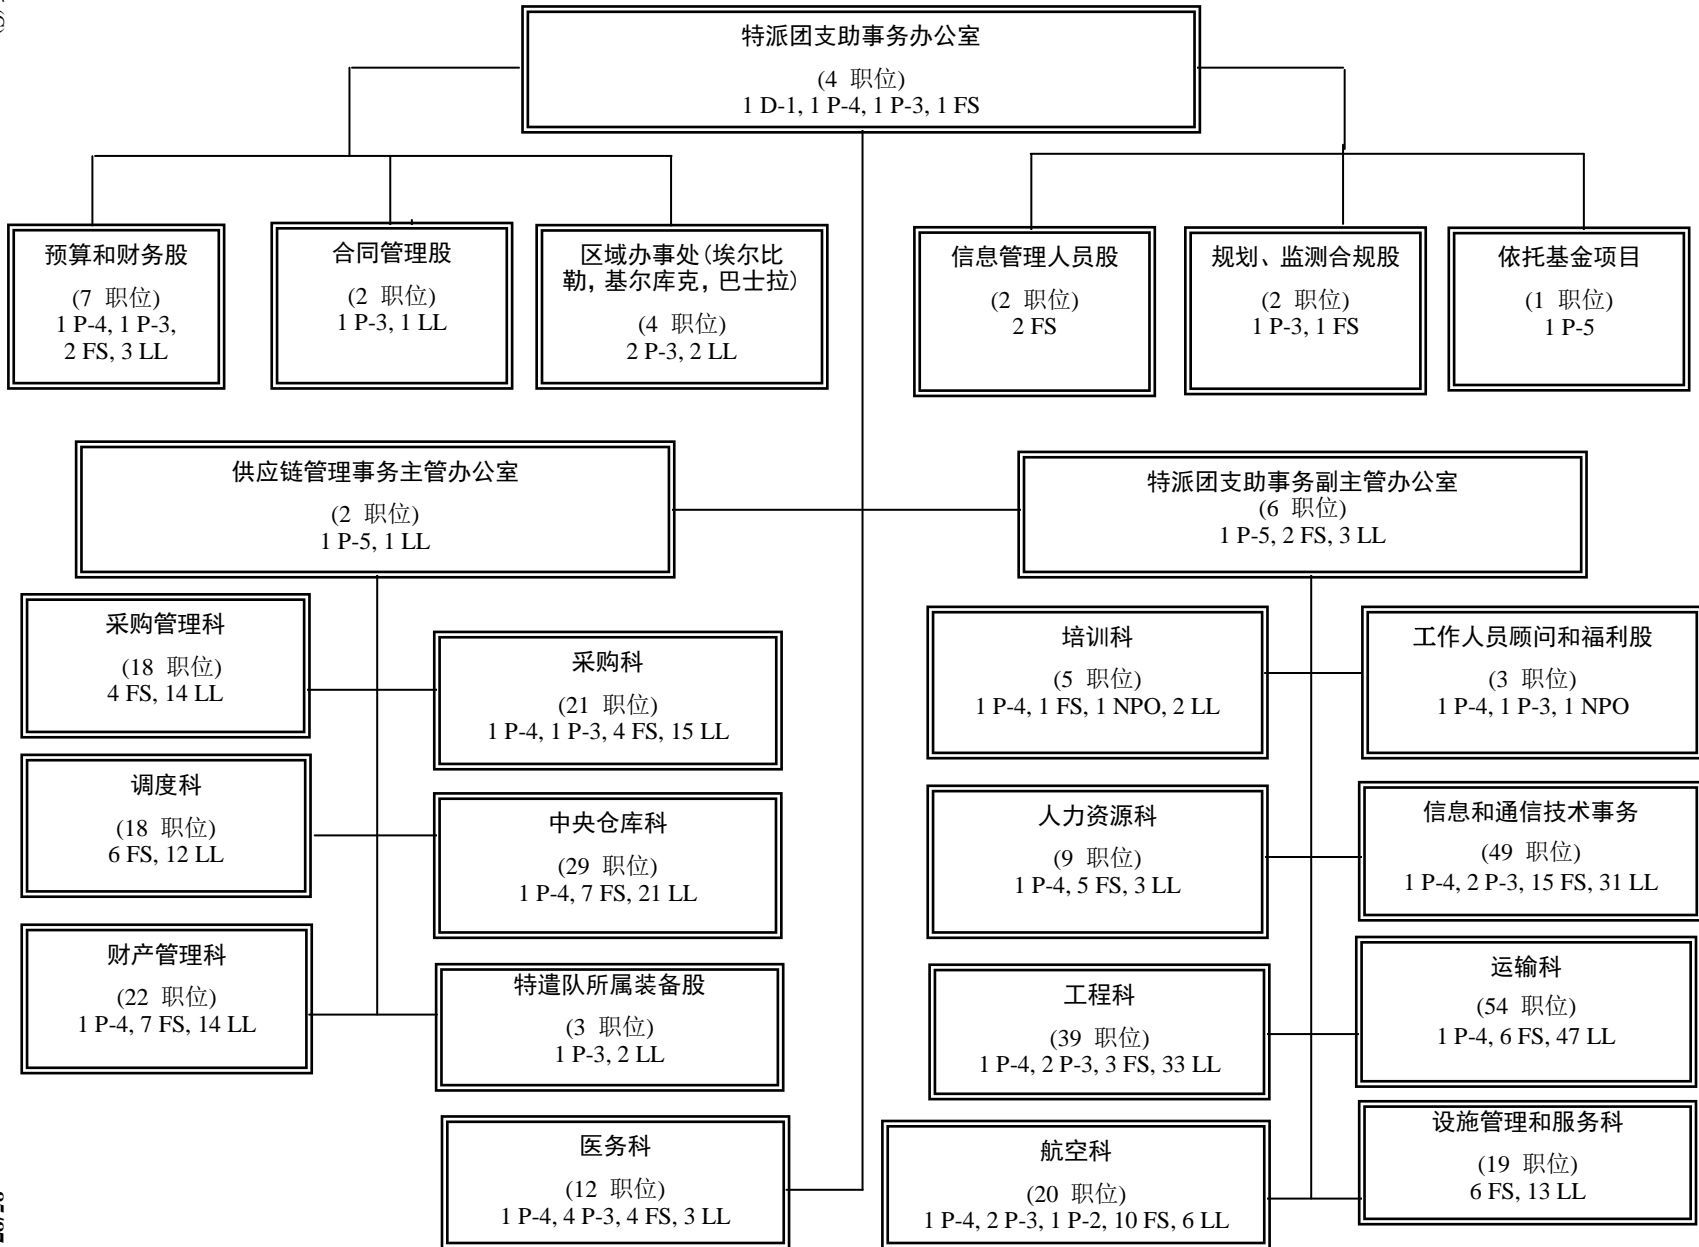 特派团支助事务办公室
(4 职位)
1 D-1, 1 P-4, 1 P-3, 1 FS
预算和财务股
(7 职位)
1 P-4, 1 P-3,
2 FS, 3 LL
合同管理股
(2 职位)
1 P-3, 1 LL
区域办事处(埃尔比
勒, 基尔库克, 巴士拉)
(4 职位)
2 P-3, 2 LL
信息管理人员股
(2 职位)
2 FS
规划、监测合规股
(2 职位)
1 P-3, 1 FS
依托基金项目
(1 职位)
1 P-5
供应链管理事务主管办公室
(2 职位)
1 P-5, 1 LL
特派团支助事务副主管办公室
(6 职位)
1 P-5, 2 FS, 3 LL
采购管理科
(18 职位)
4 FS, 14 LL
采购科
(21 职位)
1 P-4, 1 P-3, 4 FS, 15 LL
调度科
(18 职位)
6 FS, 12 LL
中央仓库科
(29 职位)
1 P-4, 7 FS, 21 LL
财产管理科
(22 职位)
1 P-4, 7 FS, 14 LL
特遣队所属装备股
(3 职位)
1 P-3, 2 LL
医务科
(12 职位)
1 P-4, 4 P-3, 4 FS, 3 LL
培训科
(5 职位)
1 P-4, 1 FS, 1 NPO, 2 LL
工作人员顾问和福利股
(3 职位)
1 P-4, 1 P-3, 1 NPO
人力资源科
(9 职位)
1 P-4, 5 FS, 3 LL
信息和通信技术事务
(49 职位)
1 P-4, 2 P-3, 15 FS, 31 LL
工程科
(39 职位)
1 P-4, 2 P-3, 3 FS, 33 LL
运输科
(54 职位)
1 P-4, 6 FS, 47 LL
航空科
(20 职位)
1 P-4, 2 P-3, 1 P-2, 10 FS, 6 LL
设施管理和服务科
(19 职位)
6 FS, 13 LL